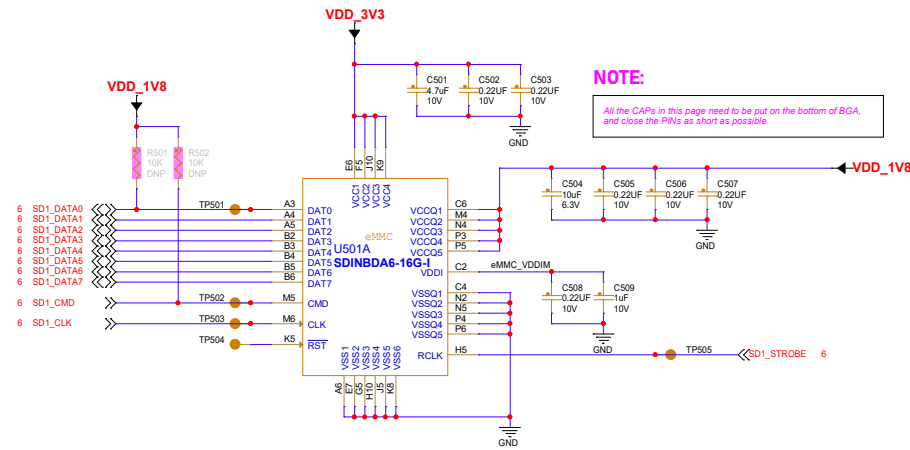 VDD_3V3
VDD_1V8
C501
4.7uF
10V
C502
0.22UF
10V
C503
0.22UF
10V
GND
NOTE:
All the CAPs in this page need to be put on the bottom of BGA,
and close the PINs as short as possible.
R501
10K
DNP
R502
10K
DNP
E6
F5
J10
K9
VCC1
VCC2
VCC3
VCC4
VDD_1V8
C504
10uF
6.3V
C505
0.22UF
10V
C506
0.22UF
10V
C507
0.22UF
10V
GND
6 SD1_DATA0
6 SD1_DATA1
6 SD1_DATA2
6 SD1_DATA3
6 SD1_DATA4
6 SD1_DATA5
6 SD1_DATA6
6 SD1_DATA7
6 SD1_CMD
6 SD1_CLK
TP501
TP502
TP503
TP504
A3 DAT0
A4 DAT1
A5 DAT2
B2 DAT3
B3 DAT4
B4 DAT5
B5 DAT6
B6 DAT7
M5 CMD
M6 CLK
K5 RST
eMMC
U501A
SDINBDA6-16G-I
VCCQ1 C6
VCCQ2 M4
VCCQ3 N4
VCCQ4 P3
VCCQ5 P5
VDDI C2
eMMC_VDDIM
VSSQ1 C4
VSSQ2 N2
VSSQ3 N5
VSSQ4 P4
VSSQ5 P6
RCLK H5
C508
0.22UF
10V
C509
1uF
10V
GND
TP505
SD1_STROBE 6
VSS1
VSS2
VSS3
VSS4
VSS5
VSS6
A6
E7
G5
H10
J5
K8
GND